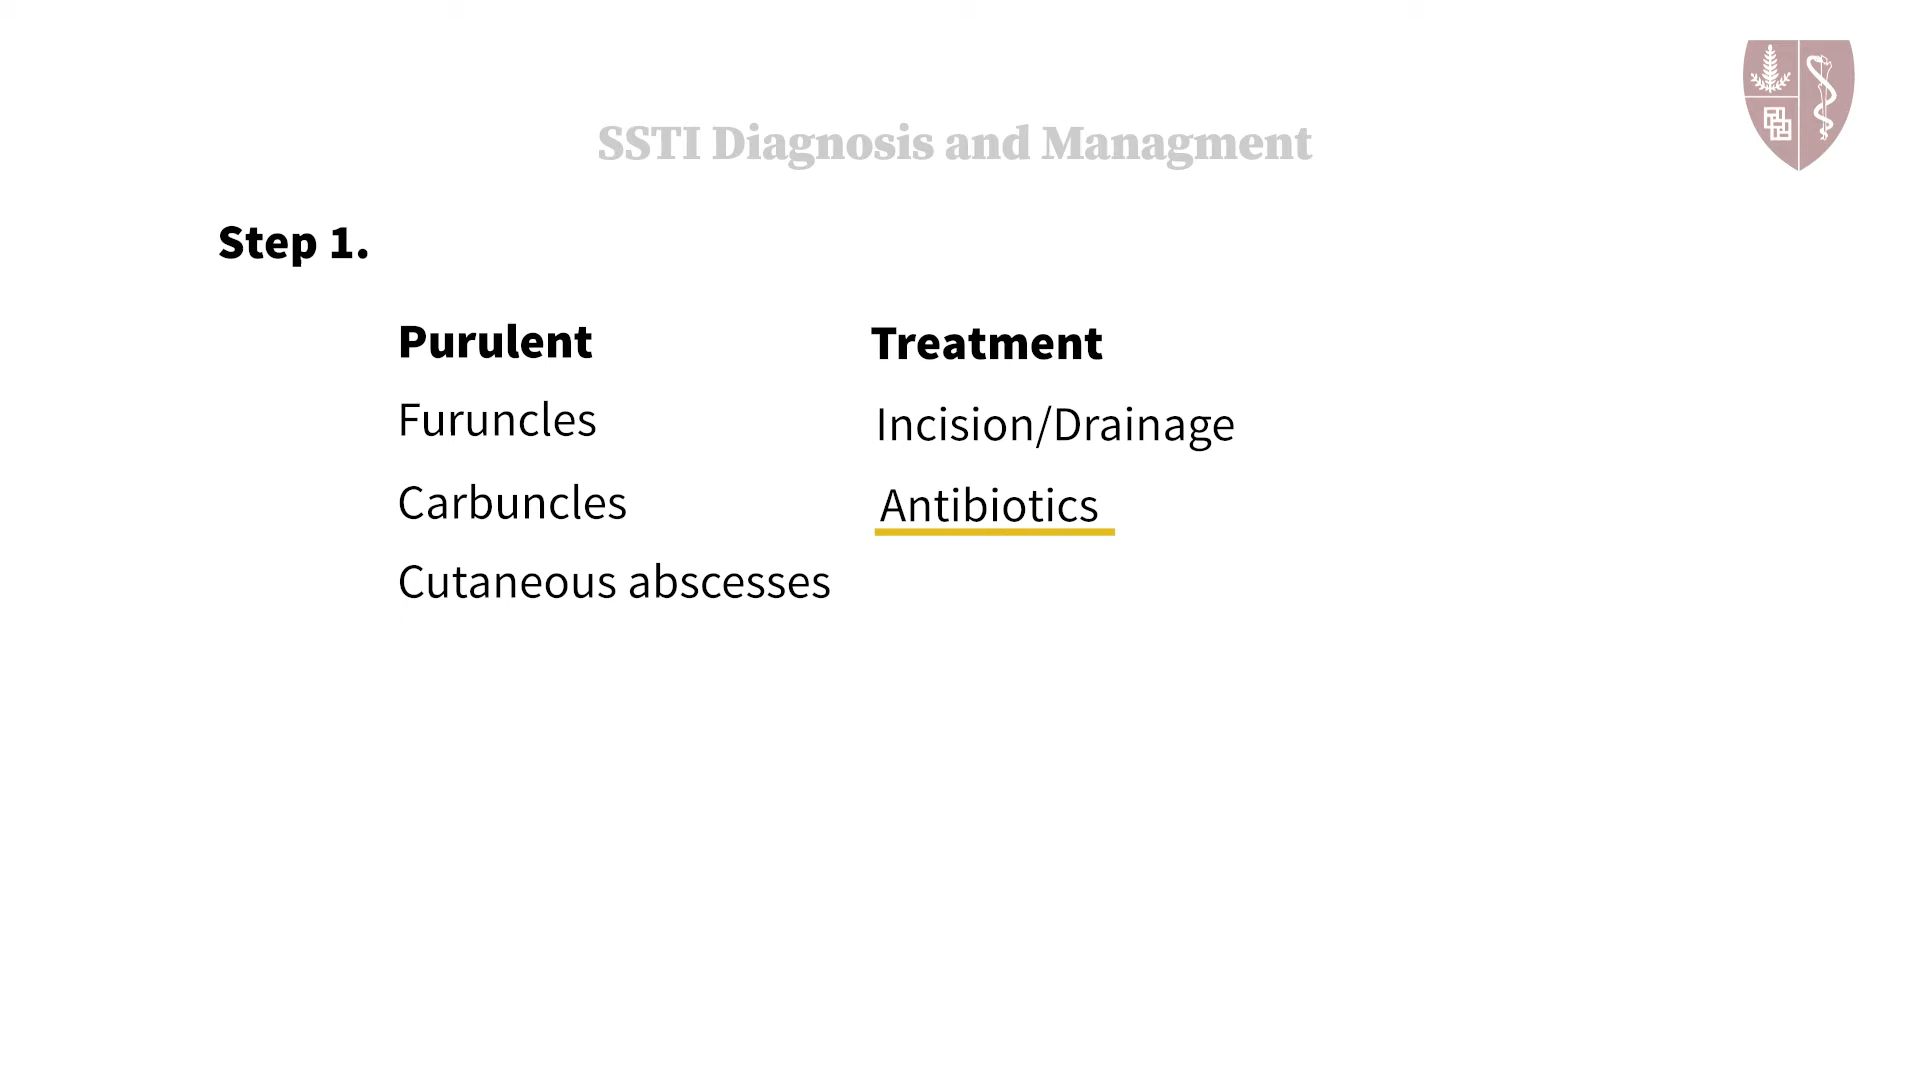 SSTI Diagnosis and Managment
Step 1.
Purulent
Furuncles
Carbuncles
Cutaneous abscesses
Treatment
Incision/Drainage
Antibiotics